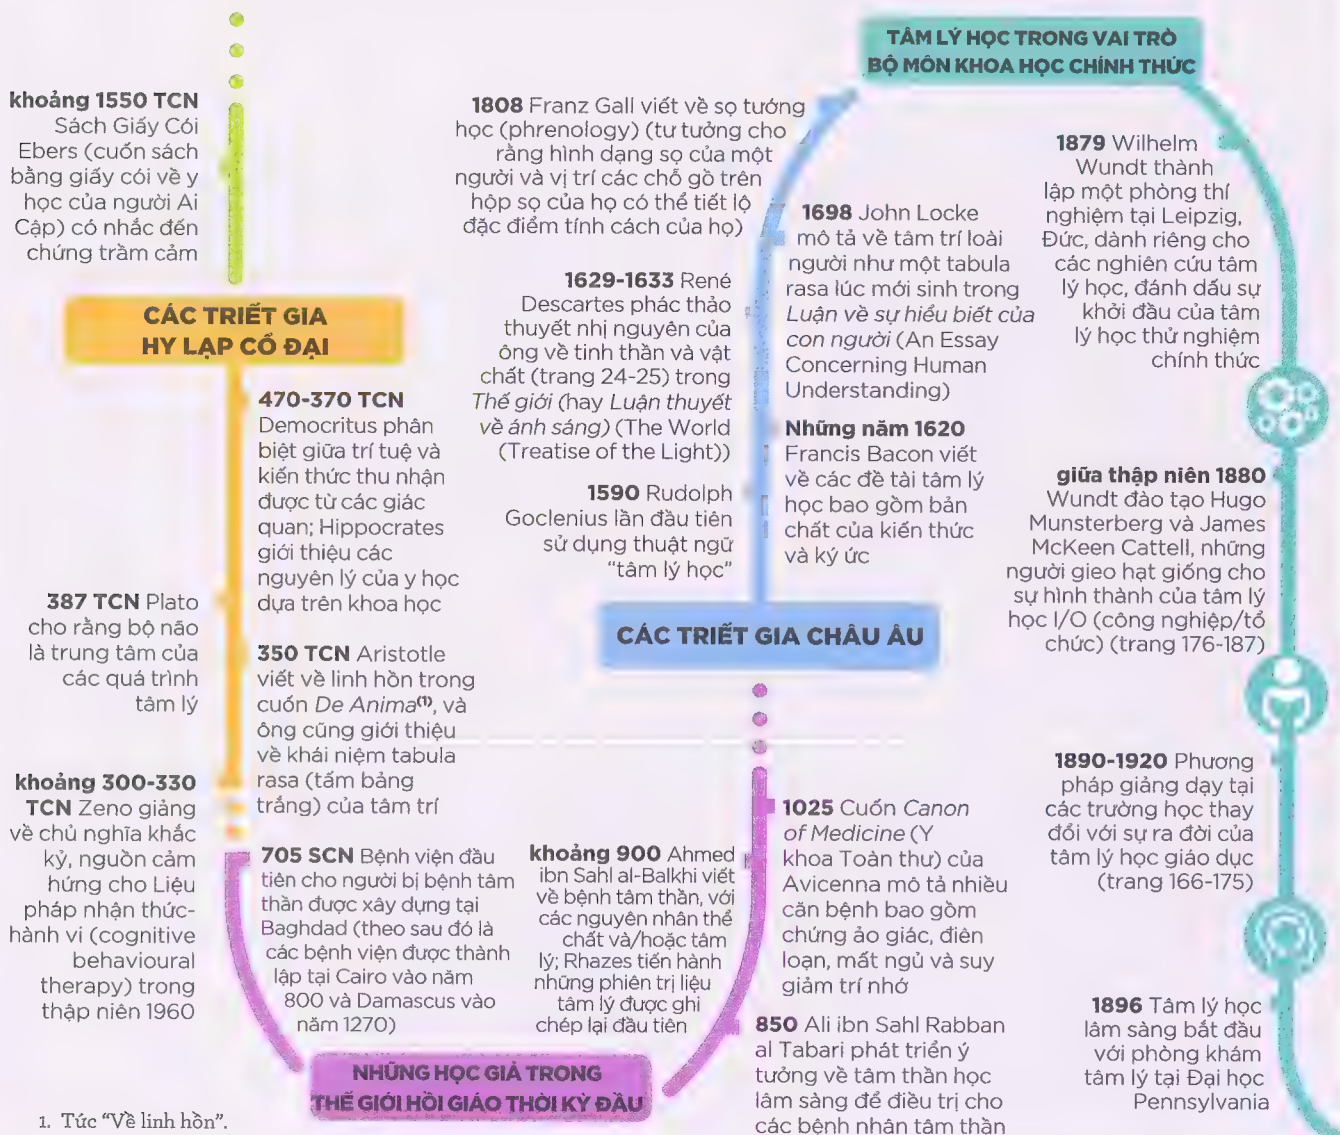 khoảng 1550 TCN
Sách Giấy Cói
Ebers (cuốn sách
bằng giấy cói về y
học của người Ai
Cập) có nhắc đến
chứng trầm cảm
CÁC TRIẾT GIA
HY LẠP CỔ ĐẠI
470-370 TCN
Democritus phân
biệt giữa trí tuệ và
kiến thức thu nhận
được từ các giác
quan; Hippocrates
giới thiệu các
nguyên lý của y học
dựa trên khoa học
387 TCN Plato
cho rằng bộ não
là trung tâm của
các quá trình
tâm lý
350 TCN Aristotle
viết về linh hồn trong
cuốn De Anima(1), và
ông cũng giới thiệu
về khái niệm tabula
rasa (tấm bảng
trắng) của tâm trí
khoảng 300-330
TCN Zeno giảng
về chủ nghĩa khắc
kỷ, nguồn cảm
hứng cho Liệu
pháp nhận thức-
hành vi (cognitive
behavioural
therapy) trong
thập niên 1960
705 SCN Bệnh viện đầu
tiên cho người bị bệnh tâm
thần được xây dựng tại
Baghdad (theo sau đó là
các bệnh viện được thành
lập tại Cairo vào năm
800 và Damascus vào
năm 1270)
NHỮNG HỌC GIẢ TRONG
THẾ GIỚI HỒI GIÁO THỜI KỲ ĐẦU
850 Ali ibn Sahl Rabban
al Tabari phát triển ý
tưởng về tâm thần học
lâm sàng để điều trị cho
các bệnh nhân tâm thần
khoảng 900 Ahmed
ibn Sahl al-Balkhi viết
về bệnh tâm thần, với
các nguyên nhân thể
chất và/hoặc tâm
lý; Rhazes tiến hành
những phiên trị liệu
tâm lý được ghi
chép lại đầu tiên
1025 Cuốn Canon
of Medicine (Y
khoa Toàn thư) của
Avicenna mô tả nhiều
căn bệnh bao gồm
chứng ảo giác, điên
loạn, mất ngủ và suy
giảm trí nhớ
CÁC TRIẾT GIA CHÂU ÂU
1590 Rudolph
Goclenius lần đầu tiên
sử dụng thuật ngữ
“tâm lý học”
Những năm 1620
Francis Bacon viết
về các đề tài tâm lý
học bao gồm bản
chất của kiến thức
và ký ức
1629-1633 René
Descartes phác thảo
thuyết nhị nguyên của
ông về tinh thần và vật
chất (trang 24-25) trong
Thế giới (hay Luận thuyết
về ánh sáng) (The World
(Treatise of the Light))
1698 John Locke
mô tả về tâm trí loài
người như một tabula
rasa lúc mới sinh trong
Luận về sự hiểu biết của
con người (An Essay
Concerning Human
Understanding)
1808 Franz Gall viết về sọ tướng
học (phrenology) (tư tưởng cho
rằng hình dạng sọ của một
người và vị trí các chỗ gồ trên
hộp sọ của họ có thể tiết lộ
đặc điểm tính cách của họ)
TÂM LÝ HỌC TRONG VAI TRÒ
BỘ MÔN KHOA HỌC CHÍNH THỨC
1879 Wilhelm
Wundt thành
lập một phòng thí
nghiệm tại Leipzig,
Đức, dành riêng cho
các nghiên cứu tâm
lý học, đánh dấu sự
khởi đầu của tâm
lý học thử nghiệm
chính thức
giữa thập niên 1880
Wundt đào tạo Hugo
Munsterberg và James
McKeen Cattell, những
người gieo hạt giống cho
sự hình thành của tâm lý
học I/O (công nghiệp/tổ
chức) (trang 176-187)
1890-1920 Phương
pháp giảng dạy tại
các trường học thay
đổi với sự ra đời của
tâm lý học giáo dục
(trang 166-175)
1896 Tâm lý học
lâm sàng bắt đầu
với phòng khám
tâm lý tại Đại học
Pennsylvania
1. Tức “Về linh hồn”.